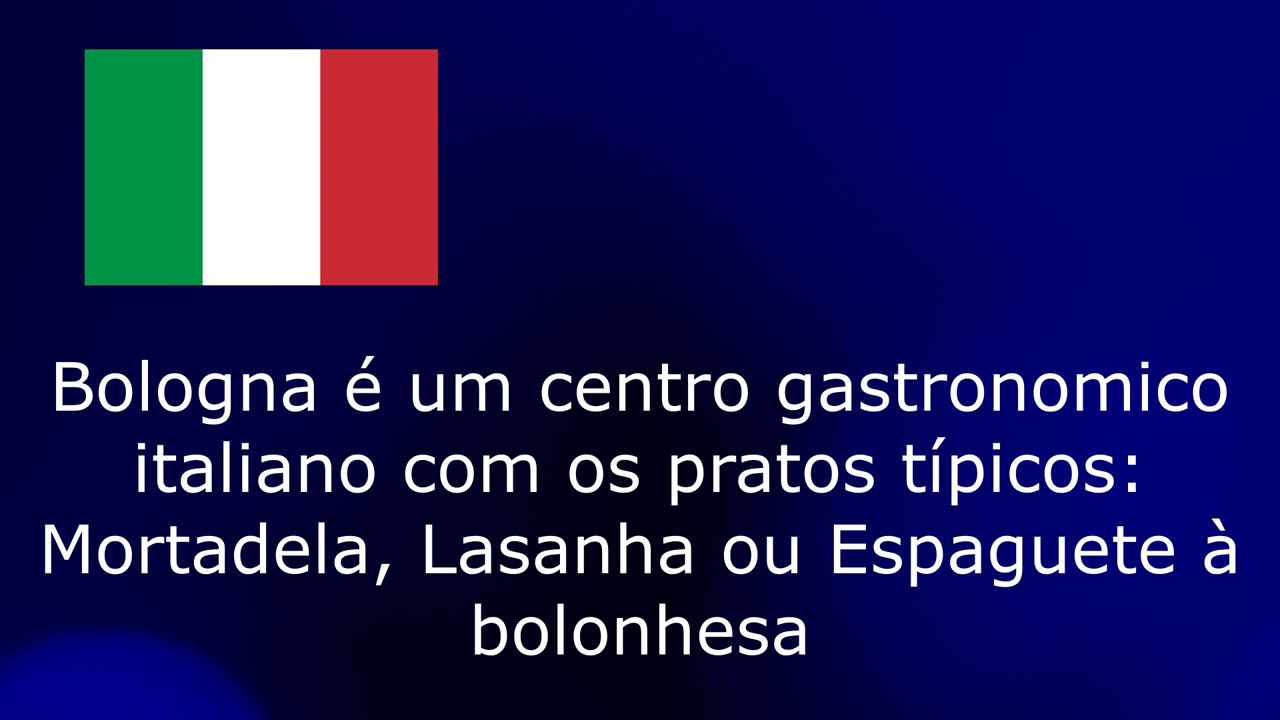 Bologna é um centro gastronomico
italiano com os pratos típicos:
Mortadela, Lasanha ou Espaguete à
bolonhesa